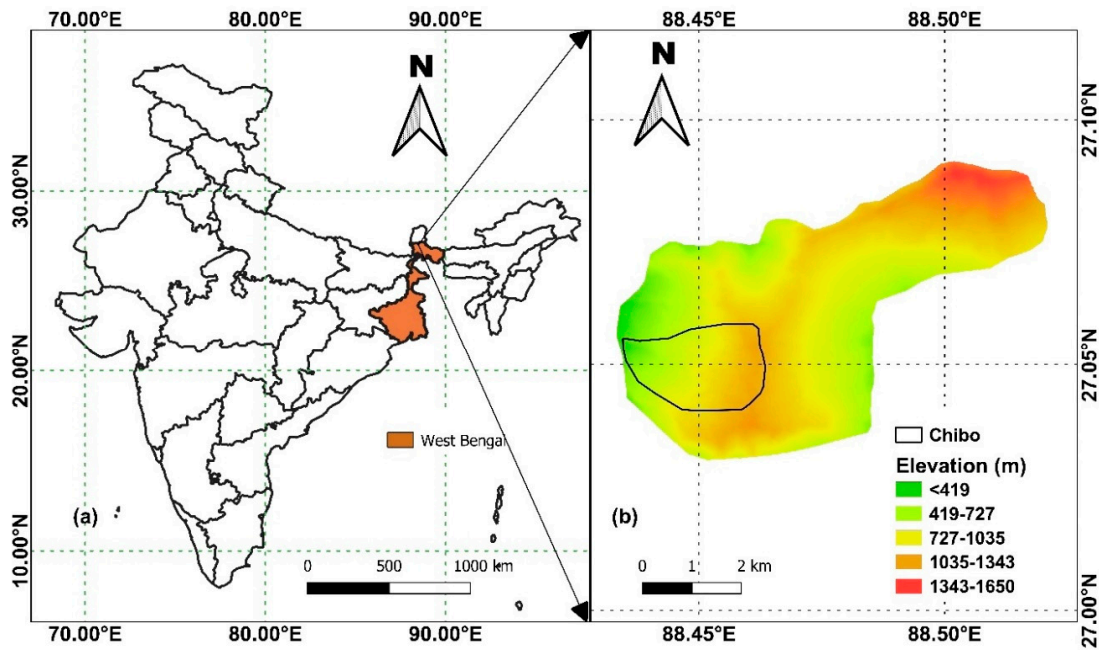 70.00°E 80.00°E 90.00°E
88.45°E 88.50°E
N
N
30.00°N
20.00°N
10.00°N
27.10°N
27.05°N
27.00°N
West Bengal
(a)
0 500 1000 km
70.00°E 80.00°E 90.00°E
Chibo
Elevation (m)
<419
419-727
727-1035
1035-1343
1343-1650
(b)
0 1 2 km
88.45°E 88.50°E